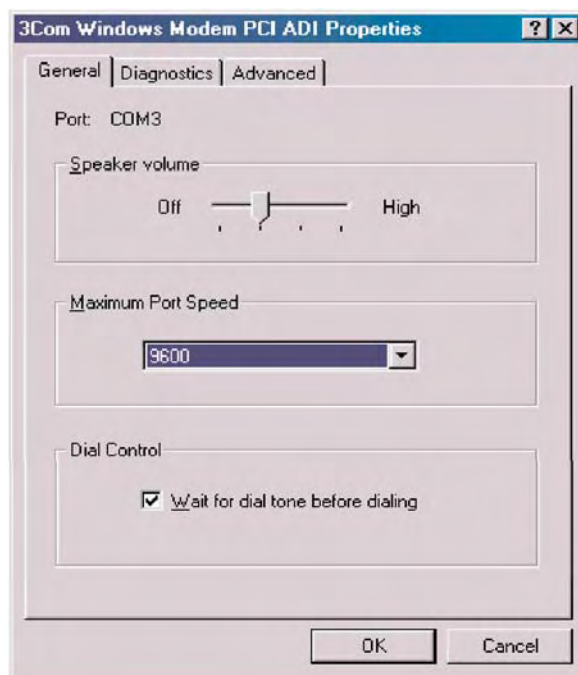 3Com Windows Modem PCI ADI Properties ? X
General Diagnostics Advanced
Port: COM3
Speaker volume
Off High
Maximum Port Speed
9600
Dial Control
Wait for dial tone before dialing
OK Cancel